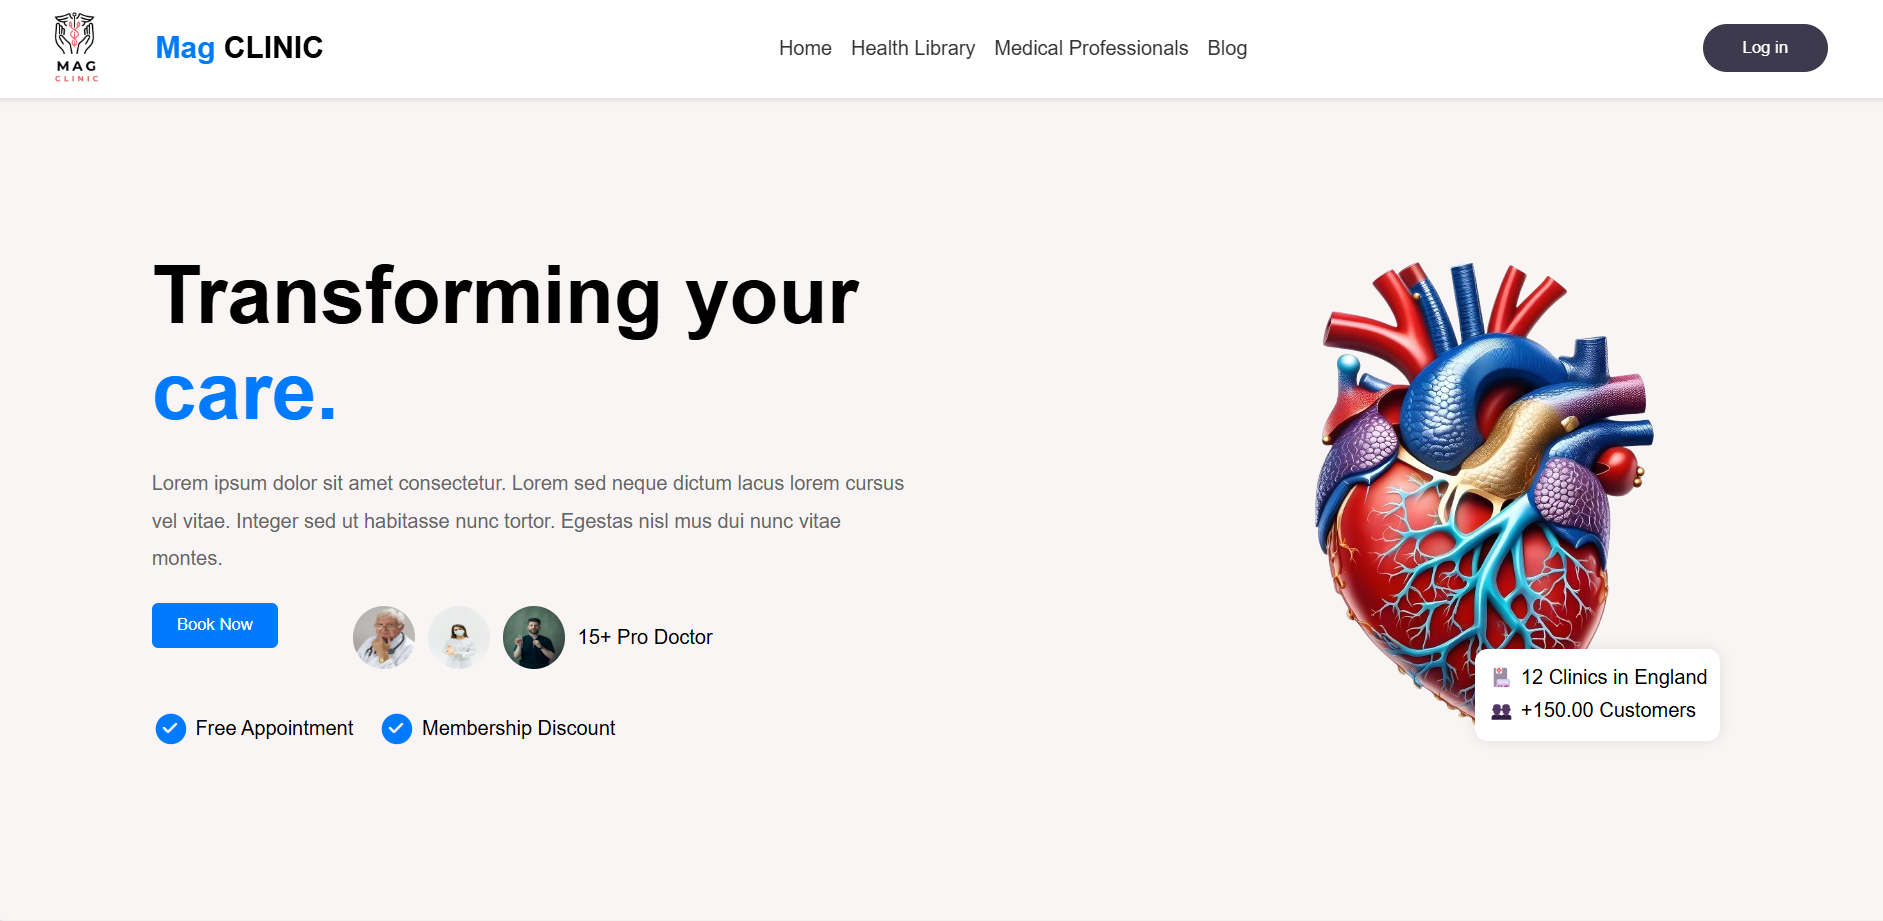 MAG
CLINIC
Mag CLINIC
Home Health Library Medical Professionals Blog
Log in
Transforming your
care.
Lorem ipsum dolor sit amet consectetur. Lorem sed neque dictum lacus lorem cursus
vel vitae. Integer sed ut habitasse nunc tortor. Egestas nisl mus dui nunc vitae
montes.
Book Now
15+ Pro Doctor
Free Appointment
Membership Discount
12 Clinics in England
+150.00 Customers